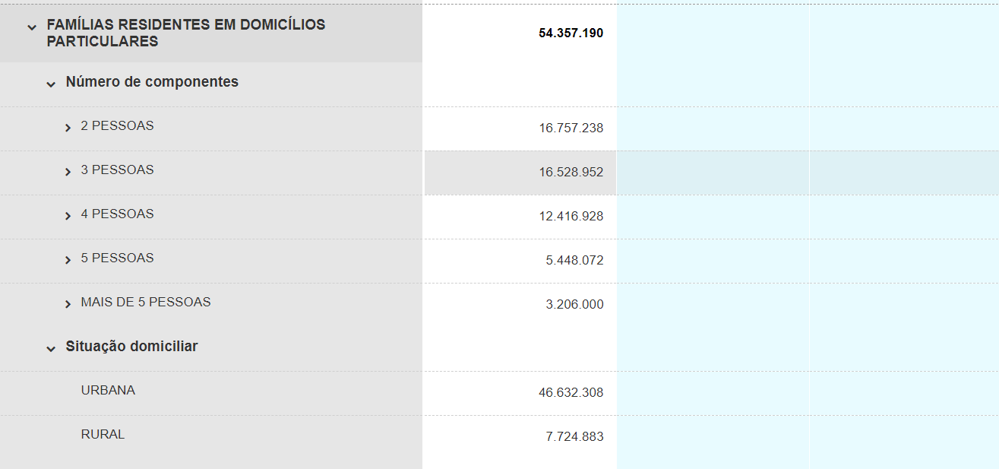 FAMÍLIAS RESIDENTES EM DOMICÍLIOS
PARTICULARES
54.357.190
Número de componentes
2 PESSOAS
16.757.238
3 PESSOAS
16.528.952
4 PESSOAS
12.416.928
5 PESSOAS
5.448.072
MAIS DE 5 PESSOAS
3.206.000
Situação domiciliar
URBANA
46.632.308
RURAL
7.724.883